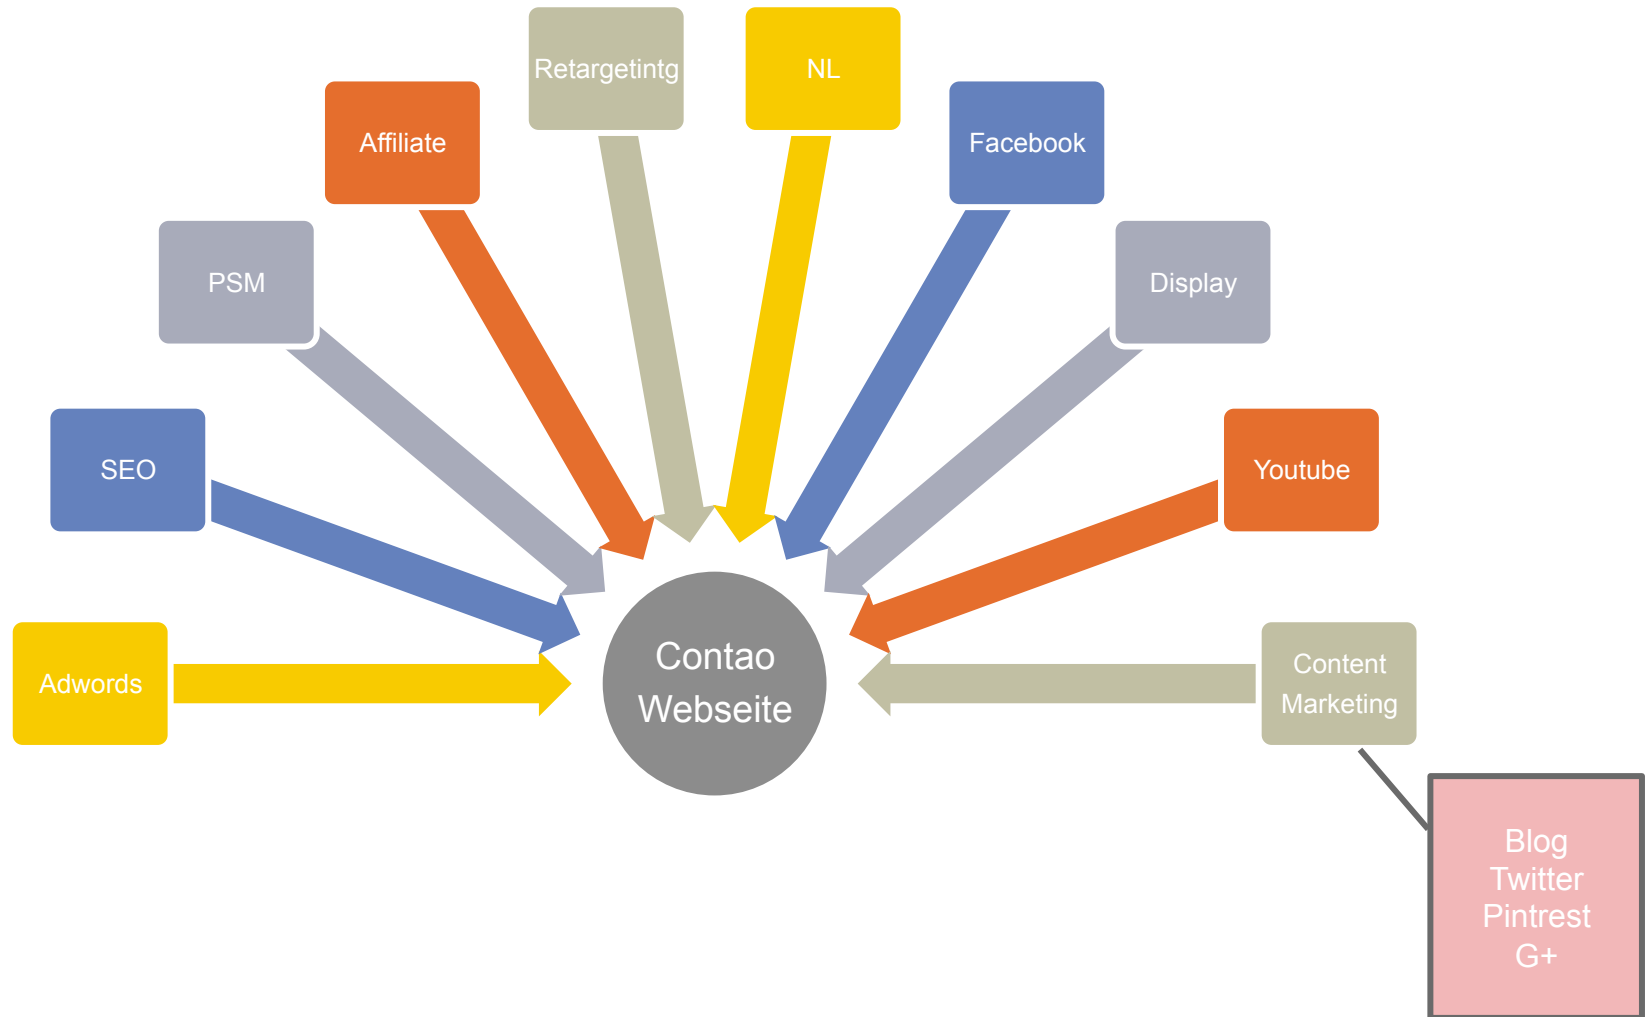 Retargetintg
NL
Affiliate
Facebook
PSM
Display
SEO
Youtube
Adwords
Contao
Webseite
Content
Marketing
Blog
Twitter
Pintrest
G+